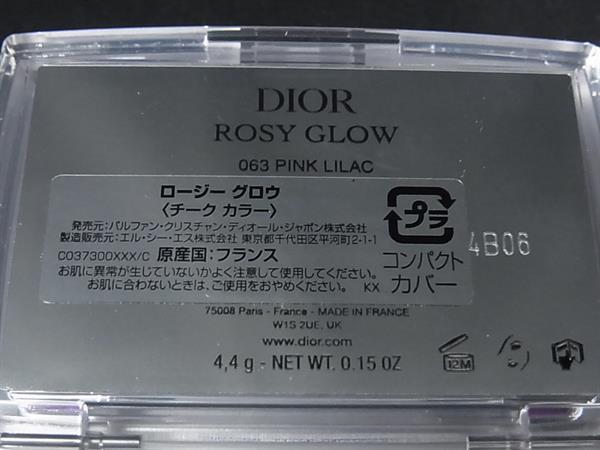 DIOR
ROSY GLOW
063 PINK LILAC
ロージー グロウ
〈チーク カラー〉
発売元:パルファン・クリスチャン・ディオール・ジャポン株式会社
製造販売元:エル・シー・エス株式会社 東京都千代田区平河町2-1-1
C037300XXX/C 原産国:フランス
お肌に異常が生じていないかよく注意して使用してください。
お肌に合わないときは、ご使用をおやめください。 KX
プラ
コンパクト
カバー
4B06
75008 Paris - France - MADE IN FRANCE
W1S 2UE, UK
www.dior.com
4,4 g - NET WT. 0.15 OZ
12M